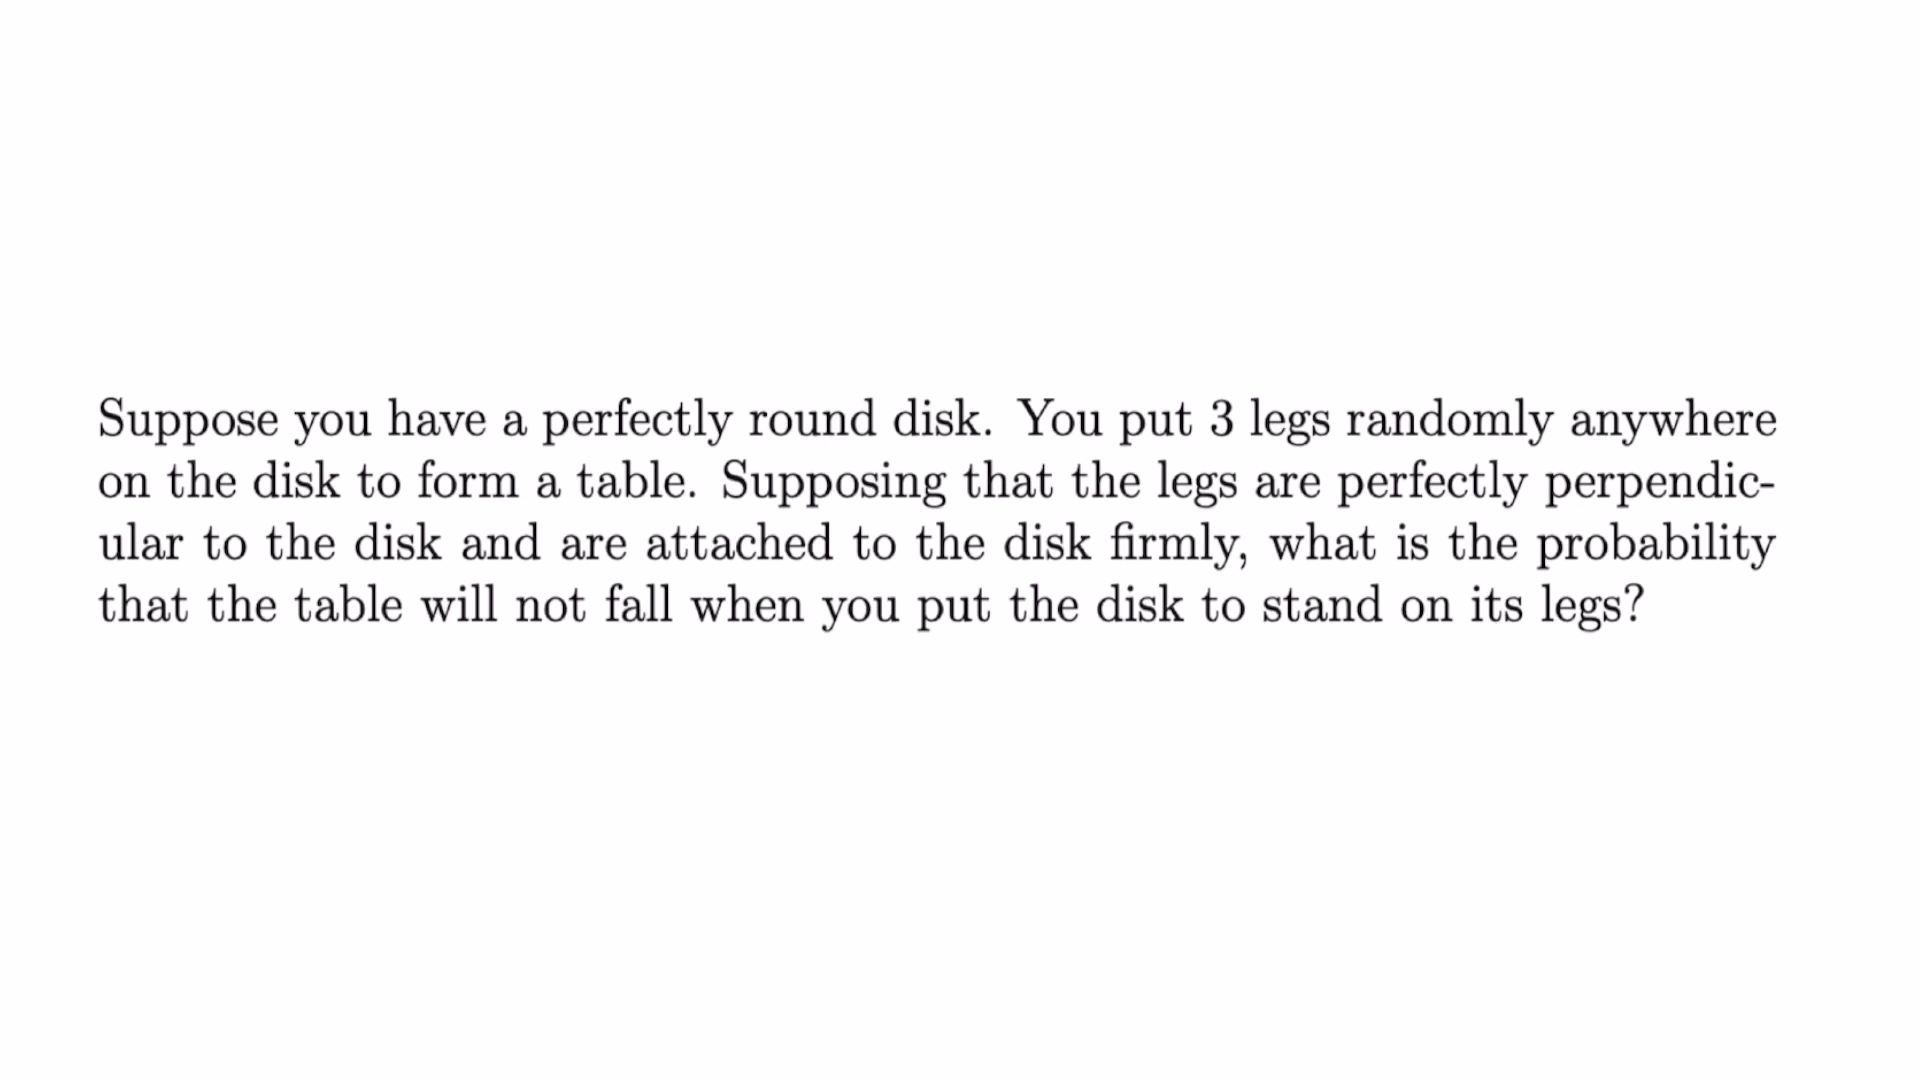 Suppose you have a perfectly round disk. You put 3 legs randomly anywhere
on the disk to form a table. Supposing that the legs are perfectly perpendic-
ular to the disk and are attached to the disk firmly, what is the probability
that the table will not fall when you put the disk to stand on its legs?